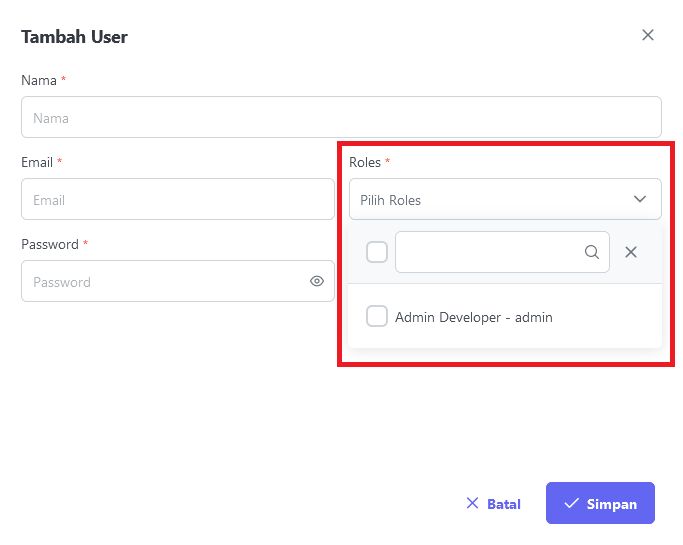 Tambah User
Nama *
Nama
Email *
Roles *
Email
Pilih Roles
Password *
Password
Admin Developer - admin
Batal
Simpan